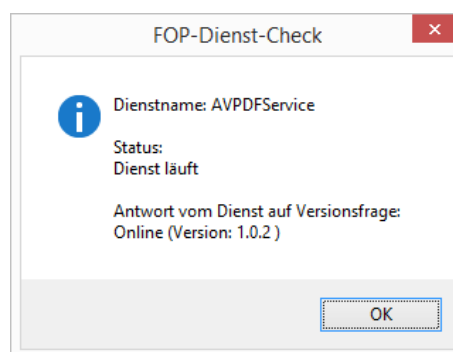 FOP-Dienst-Check
Dienstname: AVPDFService
Status:
Dienst läuft
Antwort vom Dienst auf Versionsfrage:
Online (Version: 1.0.2 )
OK